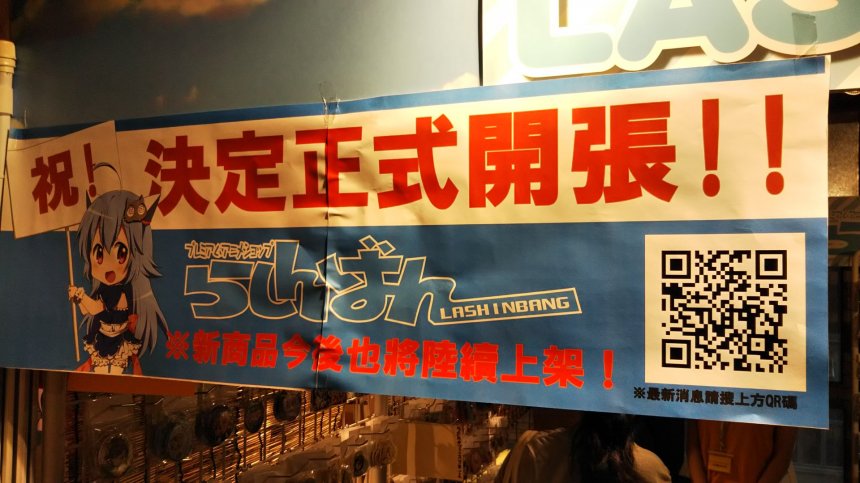 LAS
祝!
決定正式開張!!
プレミアムアニメショップ
らしんばん
LASHINBANG
※新商品今後也將陸續上架!
※最新消息請搜上方QR碼